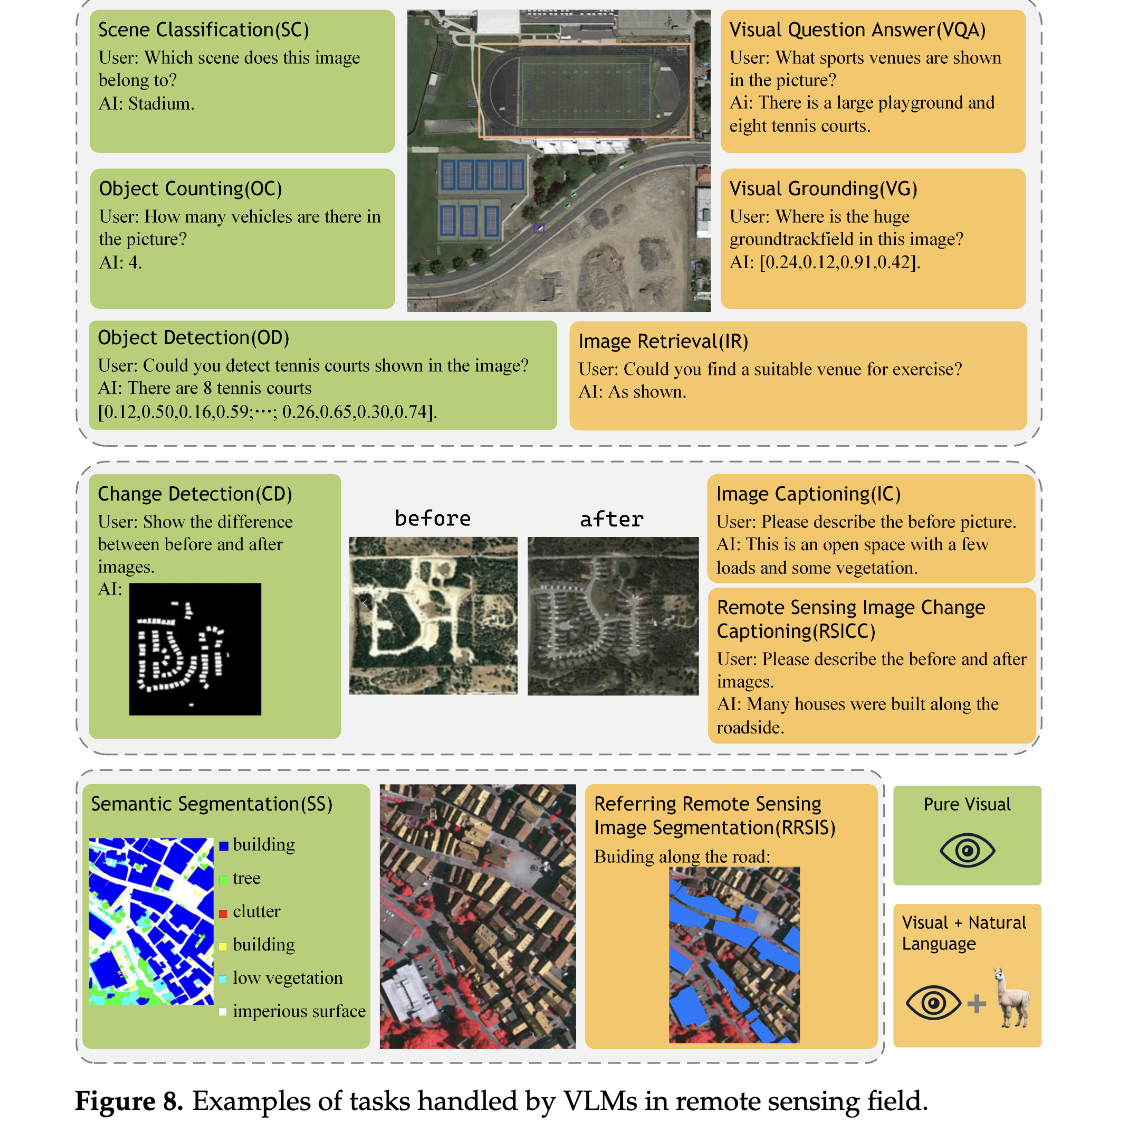 Scene Classification(SC)
User: Which scene does this image
belong to?
AI: Stadium.
Visual Question Answer(VQA)
User: What sports venues are shown
in the picture?
Ai: There is a large playground and
eight tennis courts.
Object Counting(OC)
User: How many vehicles are there in
the picture?
AI: 4.
Visual Grounding(VG)
User: Where is the huge
groundtrackfield in this image?
AI: [0.24,0.12,0.91,0.42].
Object Detection(OD)
User: Could you detect tennis courts shown in the image?
AI: There are 8 tennis courts
[0.12,0.50,0.16,0.59;⋯; 0.26,0.65,0.30,0.74].
Image Retrieval(IR)
User: Could you find a suitable venue for exercise?
AI: As shown.
Change Detection(CD)
User: Show the difference
between before and after
images.
AI:
before
after
Image Captioning(IC)
User: Please describe the before picture.
AI: This is an open space with a few
loads and some vegetation.
Remote Sensing Image Change
Captioning(RSICC)
User: Please describe the before and after
images.
AI: Many houses were built along the
roadside.
Semantic Segmentation(SS)
building
tree
clutter
building
low vegetation
imperious surface
Referring Remote Sensing
Image Segmentation(RRSIS)
Buiding along the road:
Pure Visual
Visual + Natural
Language
+
Figure 8. Examples of tasks handled by VLMs in remote sensing field.